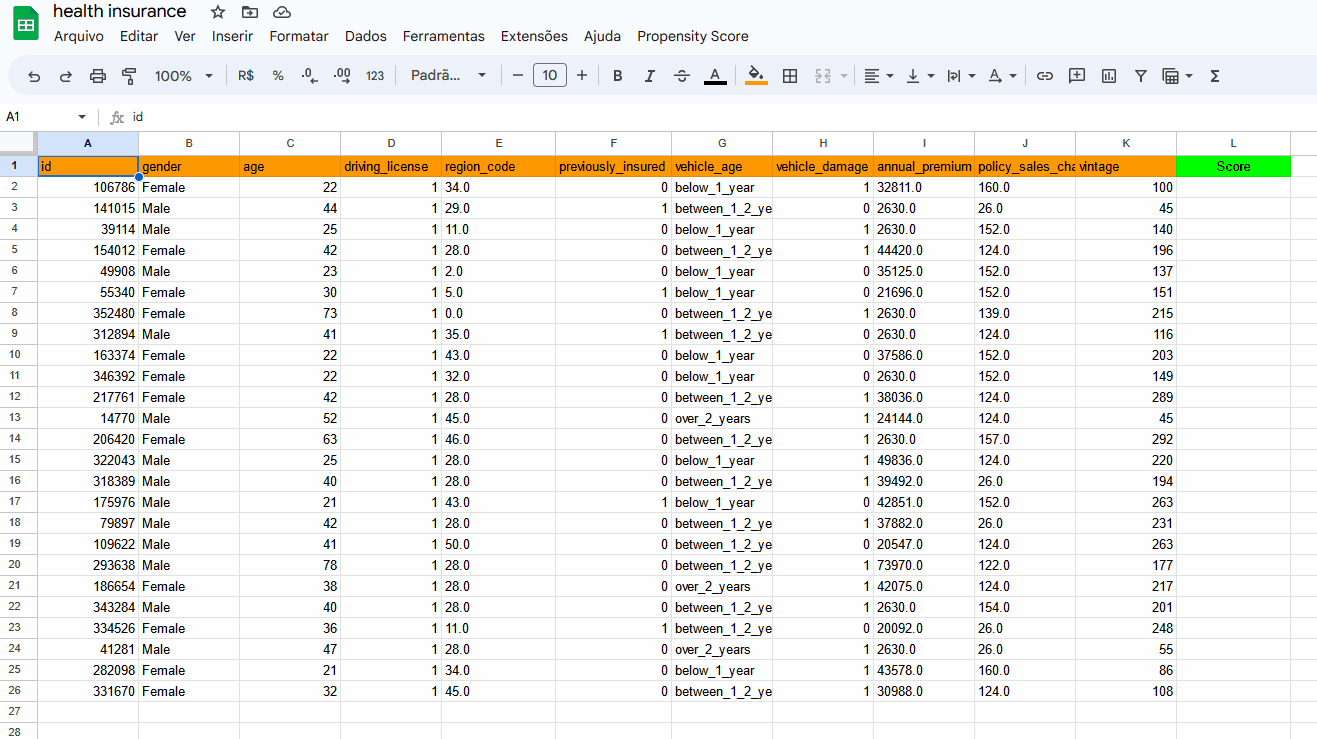 health insurance
Arquivo Editar Ver Inserir Formatar Dados Ferramentas Extensões Ajuda Propensity Score
100% R$ % .0 .00 123 Padrã... 10 B I S A Σ
A1 fx id
A B C D E F G H I J K L
1 id gender age driving_license region_code previously_insured vehicle_age vehicle_damage annual_premium policy_sales_cha vintage Score
2 106786 Female 22 1 34.0 0 below_1_year 1 32811.0 160.0 100
3 141015 Male 44 1 29.0 1 between_1_2_ye 0 2630.0 26.0 45
4 39114 Male 25 1 11.0 0 below_1_year 1 2630.0 152.0 140
5 154012 Female 42 1 28.0 0 between_1_2_ye 1 44420.0 124.0 196
6 49908 Male 23 1 2.0 0 below_1_year 0 35125.0 152.0 137
7 55340 Female 30 1 5.0 1 below_1_year 0 21696.0 152.0 151
8 352480 Female 73 1 0.0 0 between_1_2_ye 1 2630.0 139.0 215
9 312894 Male 41 1 35.0 1 between_1_2_ye 0 2630.0 124.0 116
10 163374 Female 22 1 43.0 0 below_1_year 0 37586.0 152.0 203
11 346392 Female 22 1 32.0 0 below_1_year 0 2630.0 152.0 149
12 217761 Female 42 1 28.0 0 between_1_2_ye 1 38036.0 124.0 289
13 14770 Male 52 1 45.0 0 over_2_years 1 24144.0 124.0 45
14 206420 Female 63 1 46.0 0 between_1_2_ye 1 2630.0 157.0 292
15 322043 Male 25 1 28.0 0 below_1_year 1 49836.0 124.0 220
16 318389 Male 40 1 28.0 0 between_1_2_ye 1 39492.0 26.0 194
17 175976 Male 21 1 43.0 1 below_1_year 0 42851.0 152.0 263
18 79897 Male 42 1 28.0 0 between_1_2_ye 1 37882.0 26.0 231
19 109622 Male 41 1 50.0 0 between_1_2_ye 0 20547.0 124.0 263
20 293638 Male 78 1 28.0 0 between_1_2_ye 1 73970.0 122.0 177
21 186654 Female 38 1 28.0 0 over_2_years 1 42075.0 124.0 217
22 343284 Male 40 1 28.0 0 between_1_2_ye 1 2630.0 154.0 201
23 334526 Female 36 1 11.0 1 between_1_2_ye 0 20092.0 26.0 248
24 41281 Male 47 1 28.0 0 over_2_years 1 2630.0 26.0 55
25 282098 Female 21 1 34.0 0 below_1_year 1 43578.0 160.0 86
26 331670 Female 32 1 45.0 0 between_1_2_ye 1 30988.0 124.0 108
27
28